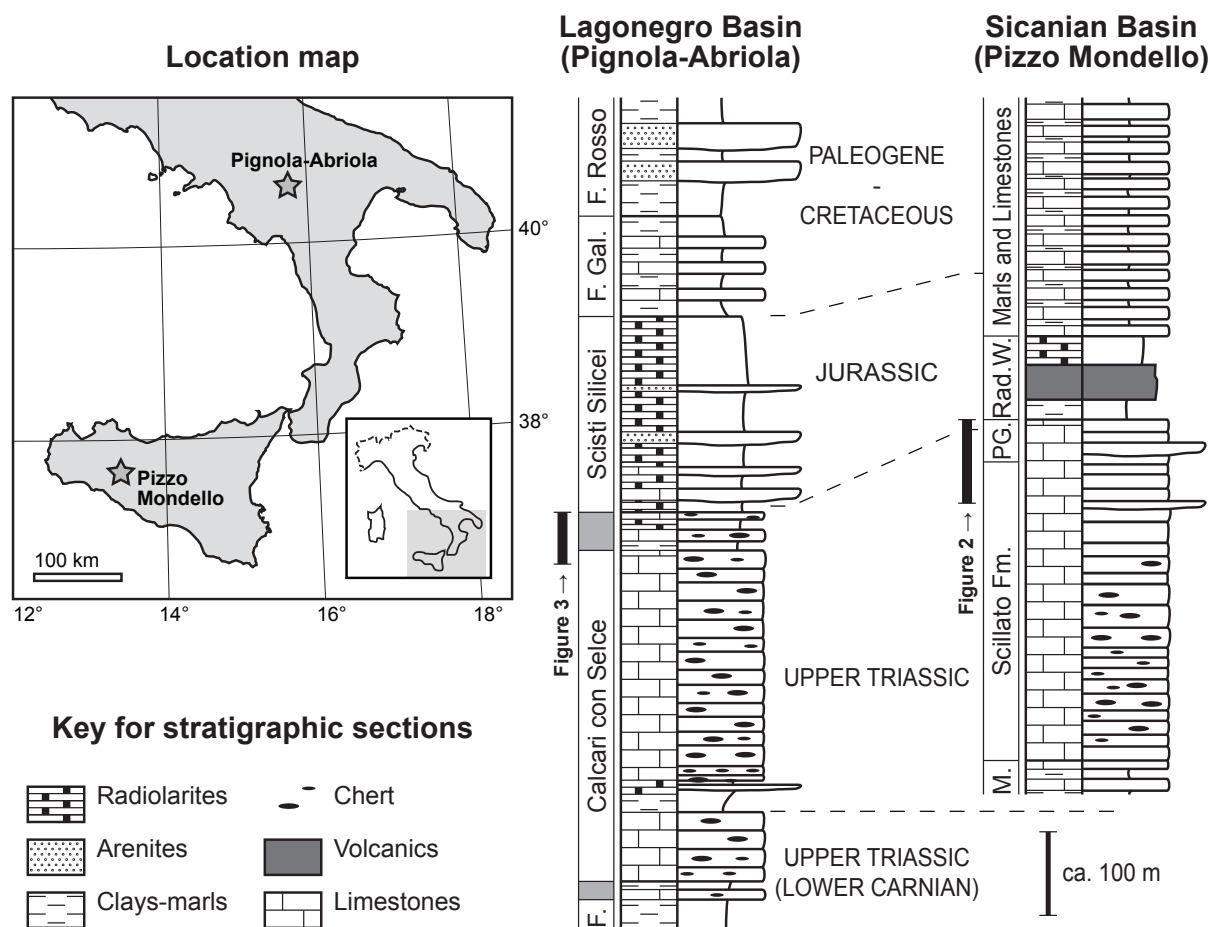 Location map
Pignola-Abriola
Pizzo
Mondello
40°
38°
100 km
12°
14°
16°
18°
Key for stratigraphic sections
Radiolarites
Chert
Arenites
Volcanics
Clays-marls
Limestones
Lagonegro Basin
(Pignola-Abriola)
F. Rosso
F. Gal.
Scisti Silicei
Calcari con Selce
F.
Figure 3 →
PALEOGENE
-
CRETACEOUS
JURASSIC
UPPER TRIASSIC
UPPER TRIASSIC
(LOWER CARNIAN)
Sicanian Basin
(Pizzo Mondello)
Marls and Limestones
Rad.W.
PG.
Scillato Fm.
M.
Figure 2 →
ca. 100 m